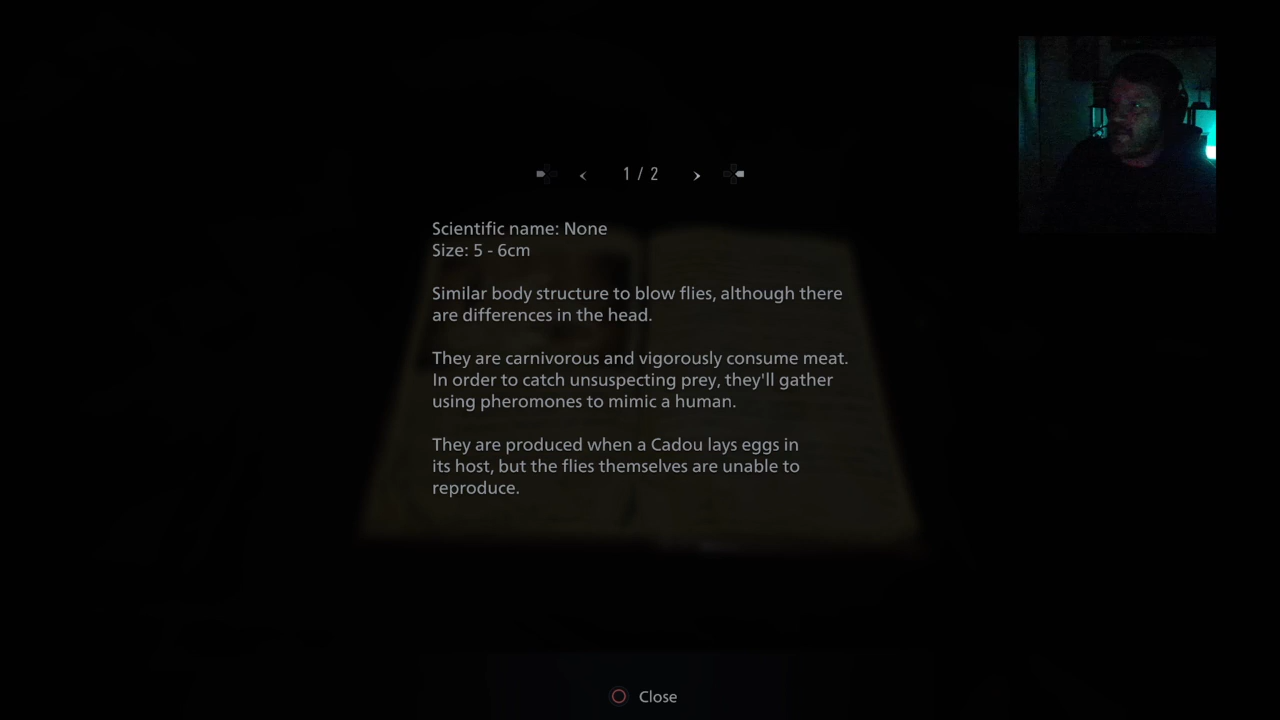 1 / 2
Scientific name: None
Size: 5 - 6cm
Similar body structure to blow flies, although there
are differences in the head.
They are carnivorous and vigorously consume meat.
In order to catch unsuspecting prey, they'll gather
using pheromones to mimic a human.
They are produced when a Cadou lays eggs in
its host, but the flies themselves are unable to
reproduce.
Close